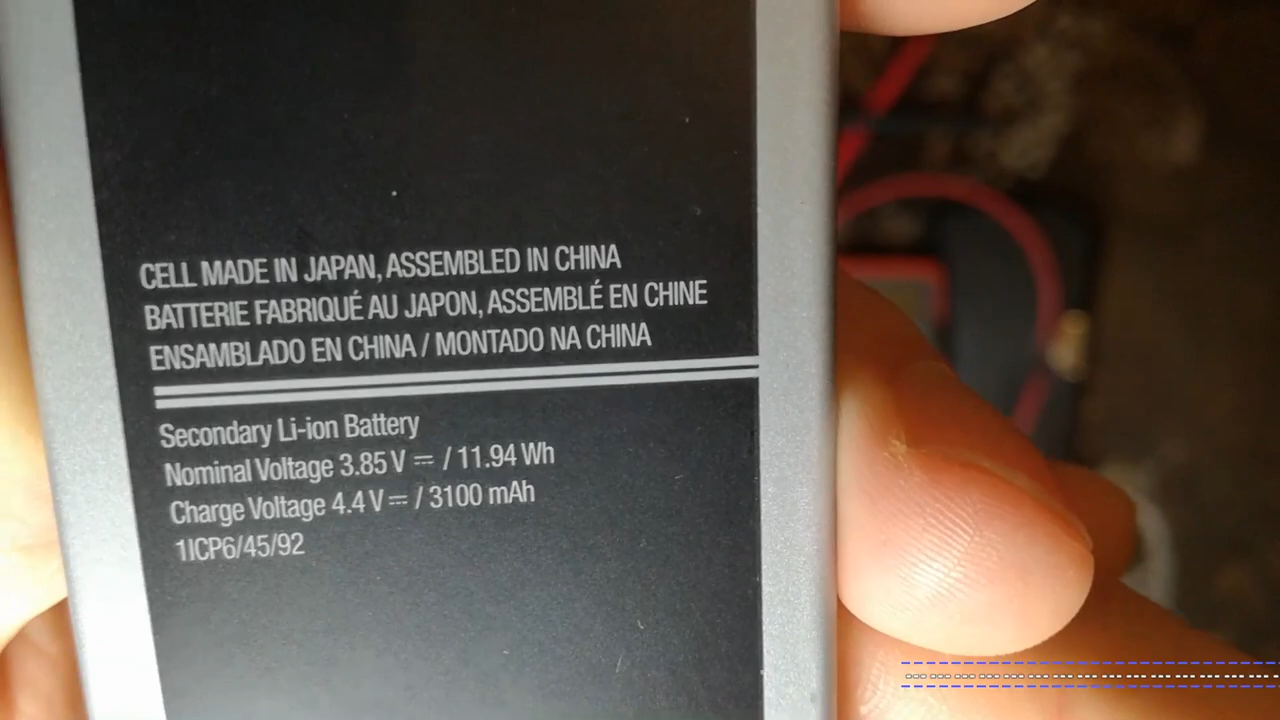 CELL MADE IN JAPAN, ASSEMBLED IN CHINA
BATTERIE FABRIQUÉ AU JAPON, ASSEMBLÉ EN CHINE
ENSAMBLADO EN CHINA / MONTADO NA CHINA
Secondary Li-ion Battery
Nominal Voltage 3.85 V ⎓ / 11.94 Wh
Charge Voltage 4.4 V ⎓ / 3100 mAh
1ICP6/45/92